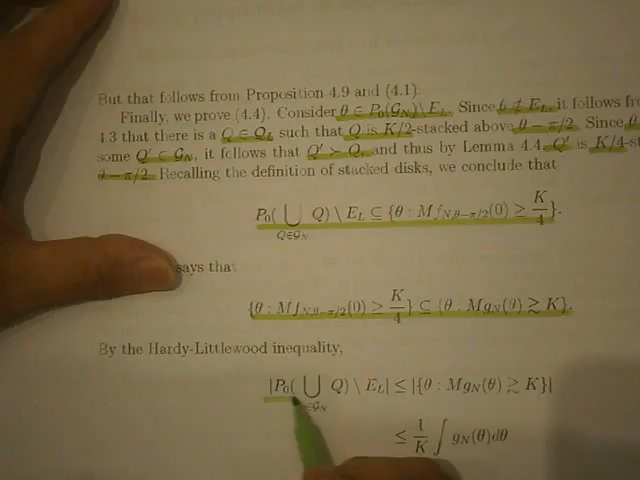 But that follows from Proposition 4.9 and (4.1).
Finally, we prove (4.4). Consider θ ∈ P₀(𝒢_N)\E_L. Since θ ∉ E_L, it follows
4.3 that there is a Q ∈ Q_L such that Q is K/2-stacked above θ − π/2. Since
some Q′ ⊂ 𝒢_N, it follows that Q′ ≻ Q, and thus by Lemma 4.4, Q′ is K/4-
θ − π/2. Recalling the definition of stacked disks, we conclude that
P₀( ⋃_{Q∈𝒢_N} Q) \ E_L ⊆ {θ : Mf_{N,θ−π/2}(0) ≥ K/4}.
says that
{θ : Mf_{N,θ−π/2}(0) ≥ K/4} ⊆ {θ : Mg_N(θ) ≳ K}.
By the Hardy-Littlewood inequality,
|P₀( ⋃_{∈𝒢_N} Q) \ E_L| ≤ |{θ : Mg_N(θ) ≳ K}|
≤ 1/K ∫ g_N(θ)dθ